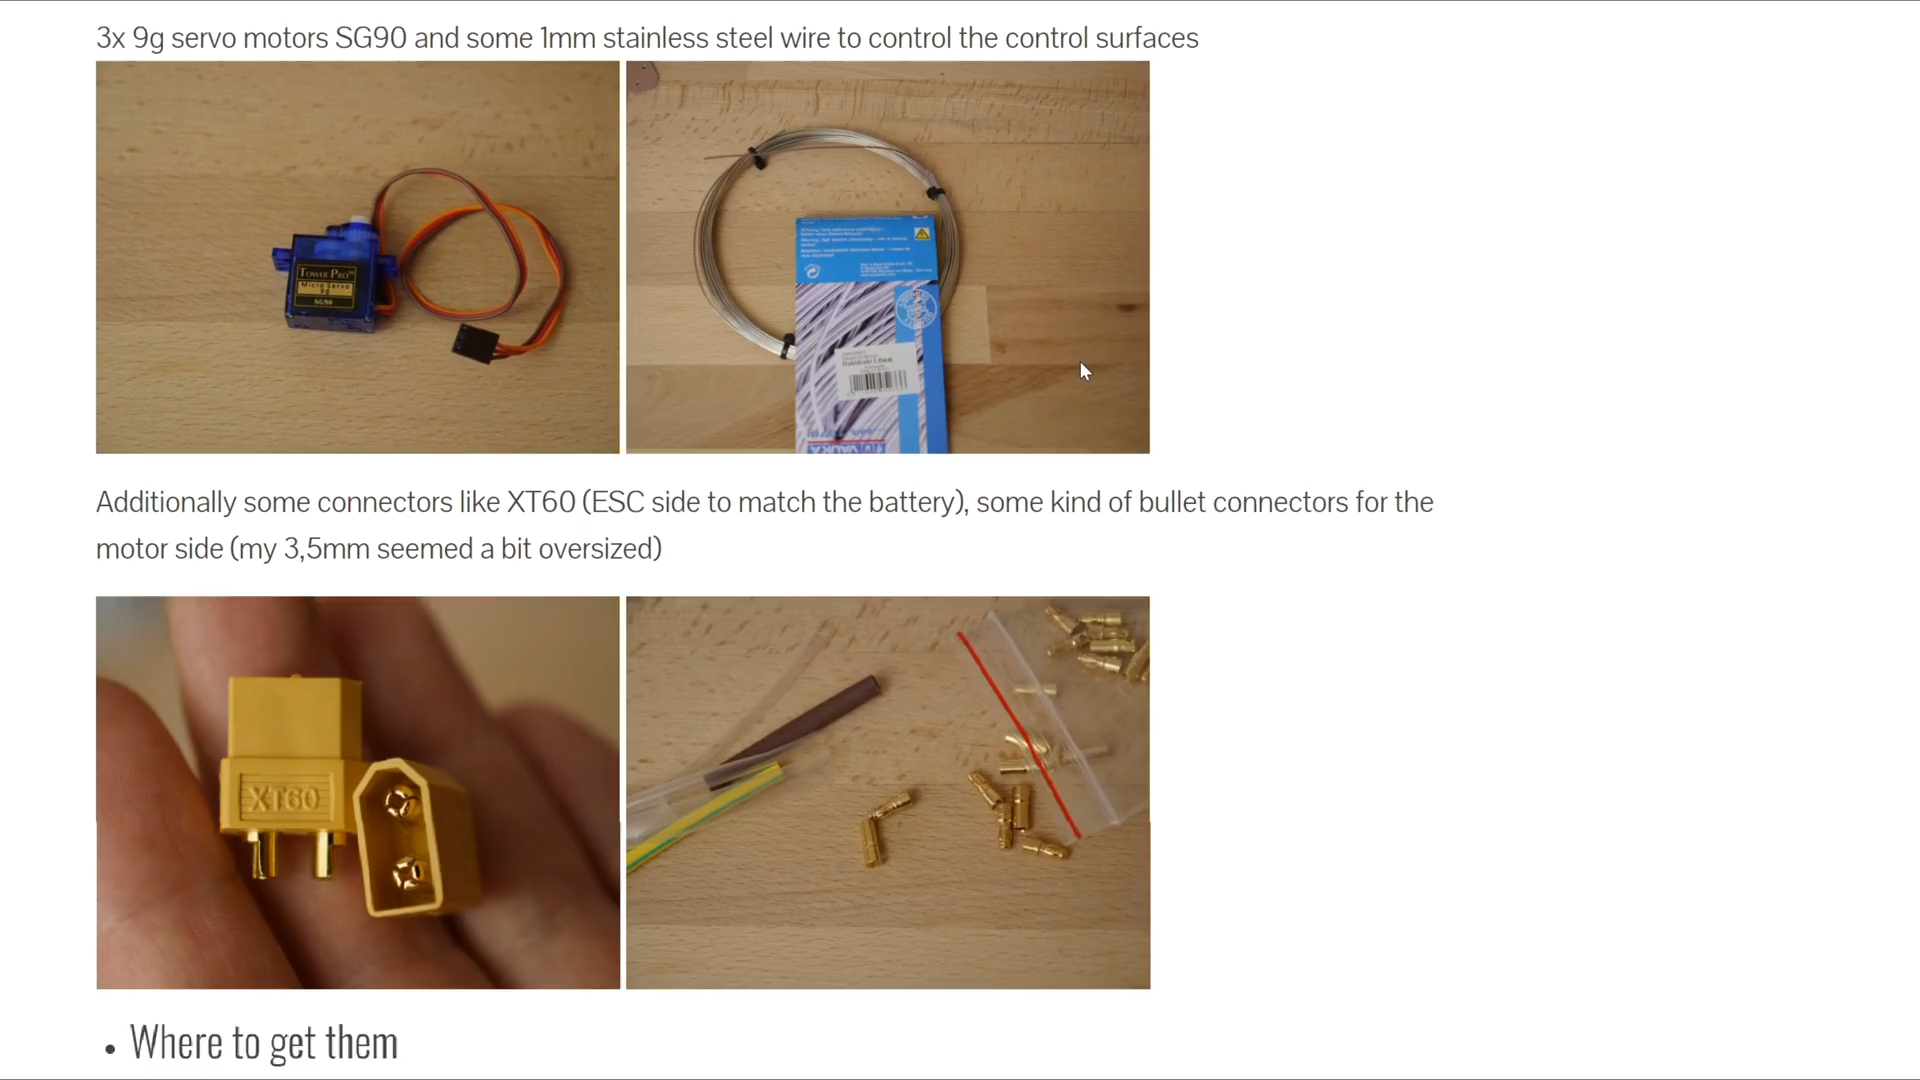 3x 9g servo motors SG90 and some 1mm stainless steel wire to control the control surfaces
TOWER PRO™
Micro Servo
9g
SG90
Additionally some connectors like XT60 (ESC side to match the battery), some kind of bullet connectors for the
motor side (my 3,5mm seemed a bit oversized)
XT60
• Where to get them